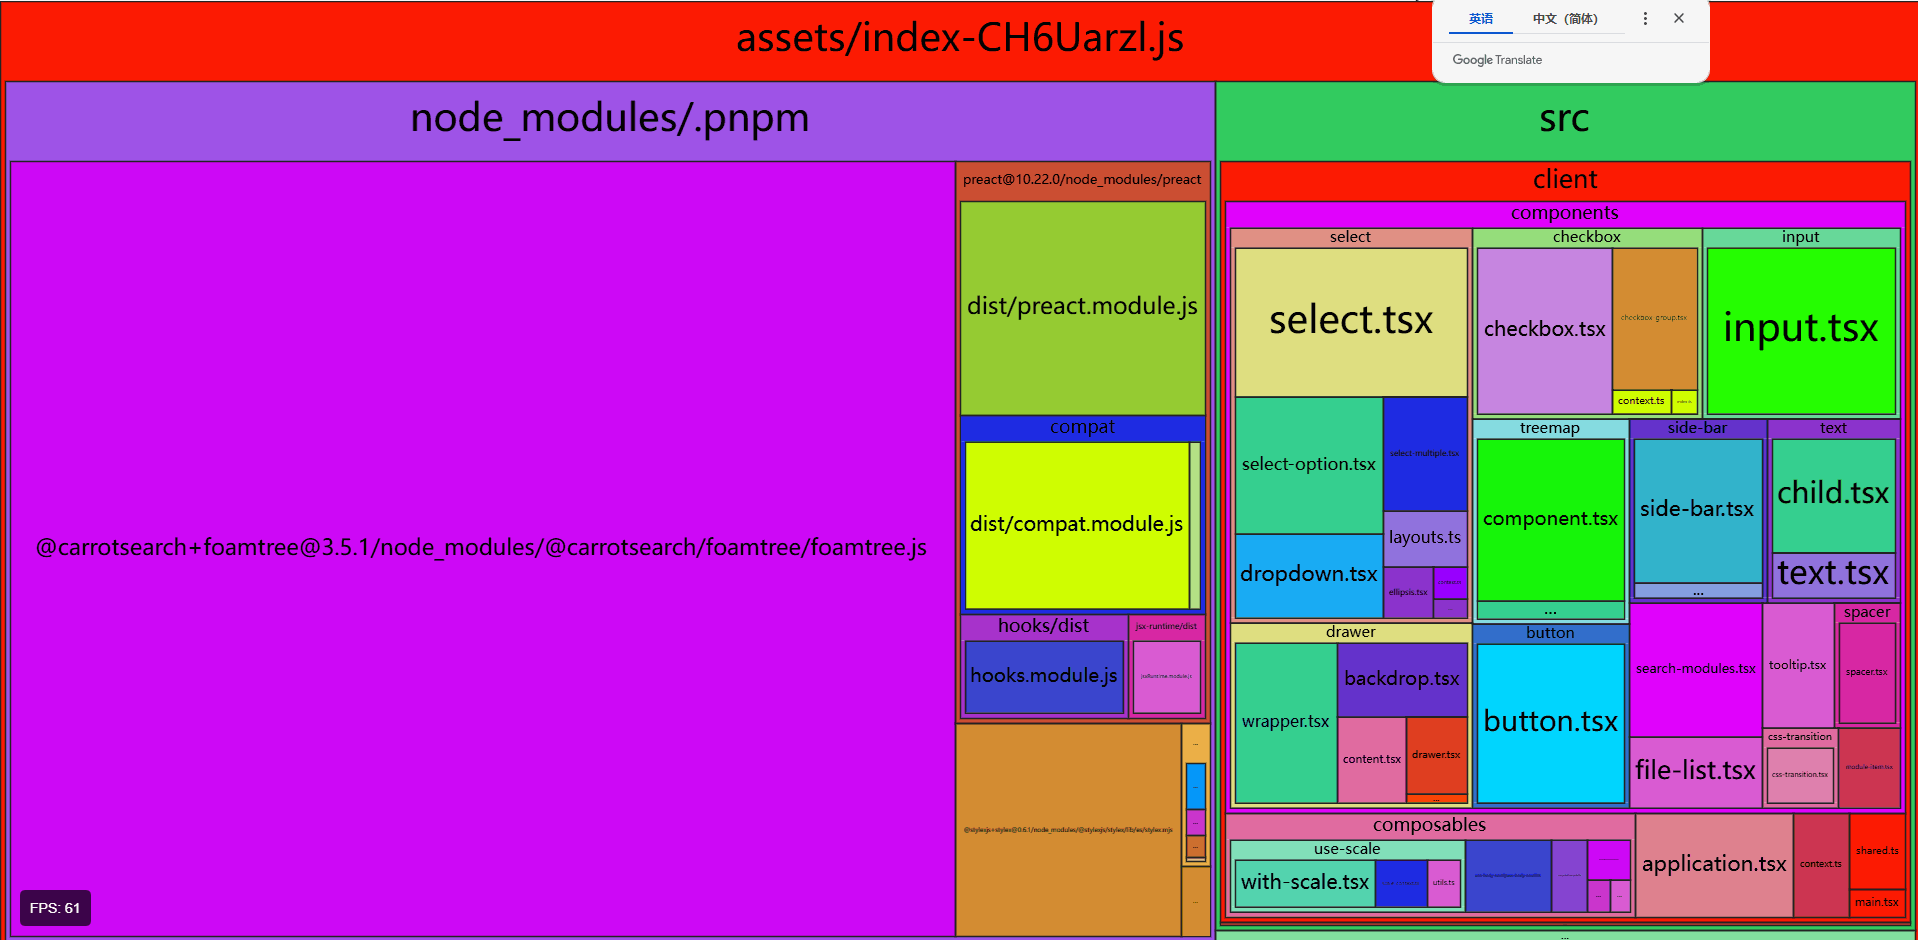 assets/index-CH6Uarzl.js
英语
中文（简体）
Google Translate
node_modules/.pnpm
src
@carrotsearch+foamtree@3.5.1/node_modules/@carrotsearch/foamtree/foamtree.js
preact@10.22.0/node_modules/preact
dist/preact.module.js
compat
dist/compat.module.js
hooks/dist
hooks.module.js
jsx-runtime/dist
...
...
...
...
...
client
components
select
select.tsx
select-option.tsx
select-multiple.tsx
layouts.ts
dropdown.tsx
ellipsis.tsx
checkbox
checkbox.tsx
checkbox-group.tsx
context.ts
input
input.tsx
treemap
component.tsx
...
side-bar
side-bar.tsx
...
text
child.tsx
text.tsx
drawer
wrapper.tsx
backdrop.tsx
content.tsx
drawer.tsx
...
button
button.tsx
search-modules.tsx
file-list.tsx
tooltip.tsx
spacer
spacer.tsx
css-transition
css-transition.tsx
module-item.tsx
composables
use-scale
with-scale.tsx
utils.ts
...
...
application.tsx
context.ts
shared.ts
main.tsx
...
FPS: 61